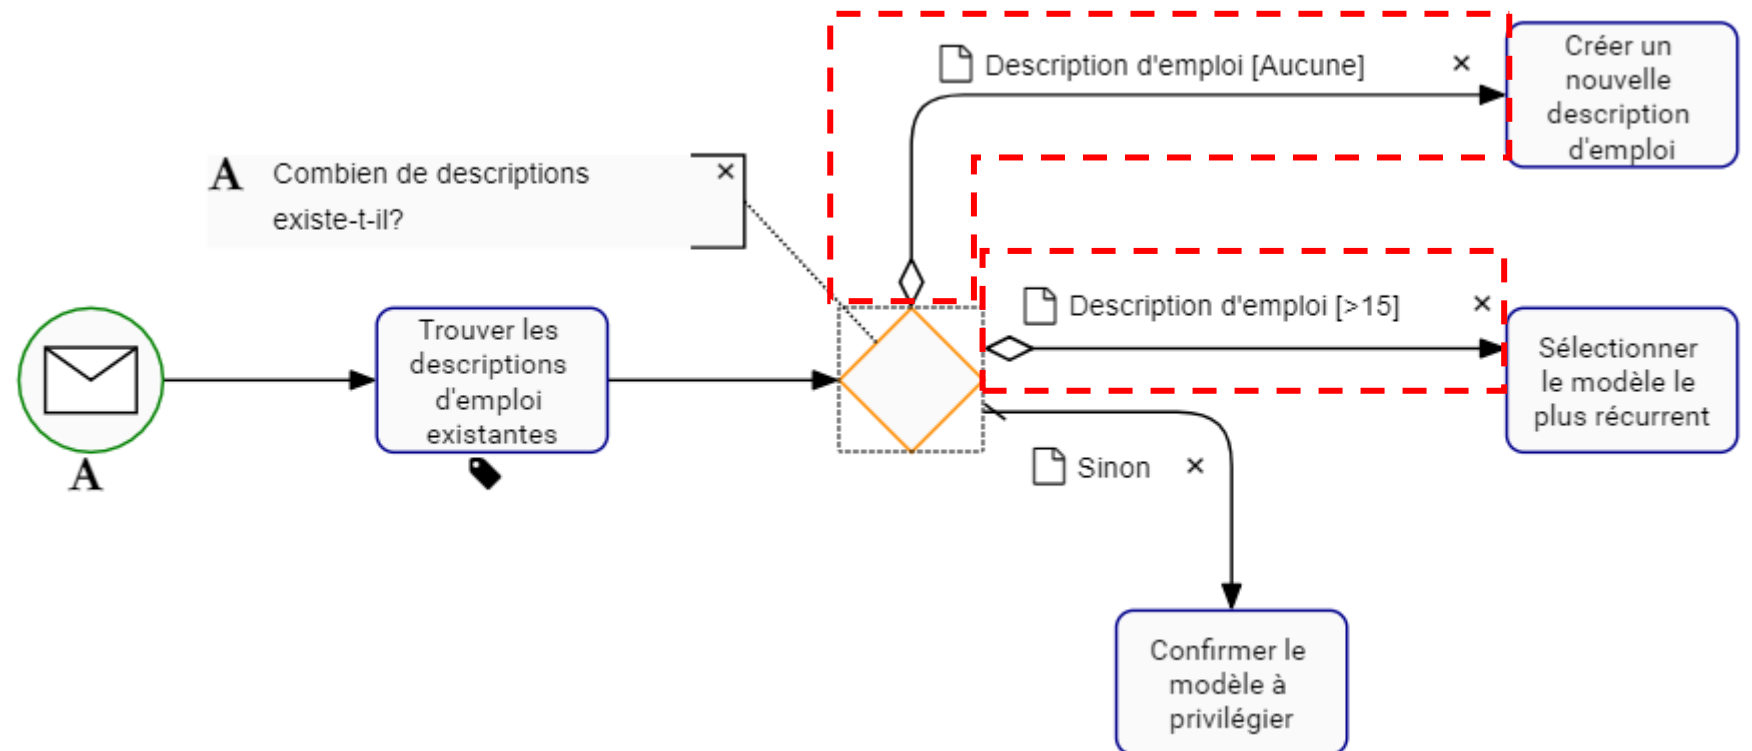 Description d'emploi [Aucune]
Créer un
nouvelle
description
d'emploi
A Combien de descriptions
existe-t-il?
Description d'emploi [>15]
Trouver les
descriptions
d'emploi
existantes
Sélectionner
le modèle le
plus récurrent
A
Sinon
Confirmer le
modèle à
privilégier